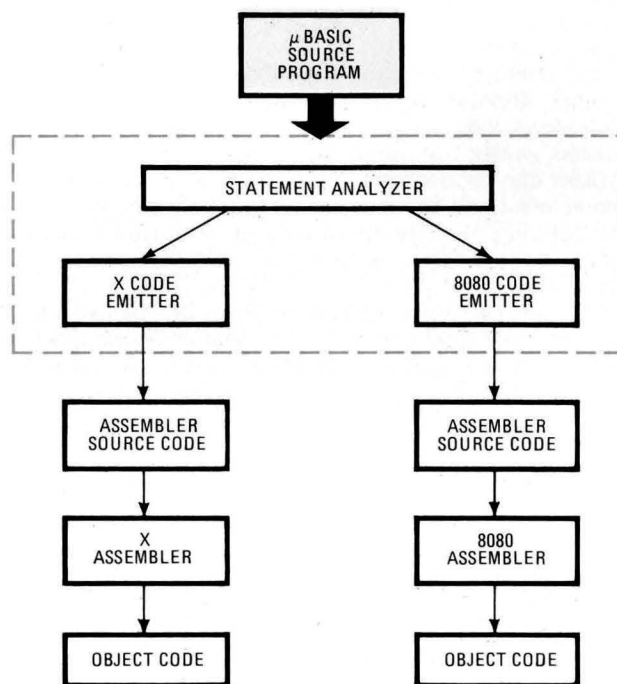 μ BASIC
SOURCE
PROGRAM
STATEMENT ANALYZER
X CODE
EMITTER
8080 CODE
EMITTER
ASSEMBLER
SOURCE CODE
ASSEMBLER
SOURCE CODE
X
ASSEMBLER
8080
ASSEMBLER
OBJECT CODE
OBJECT CODE